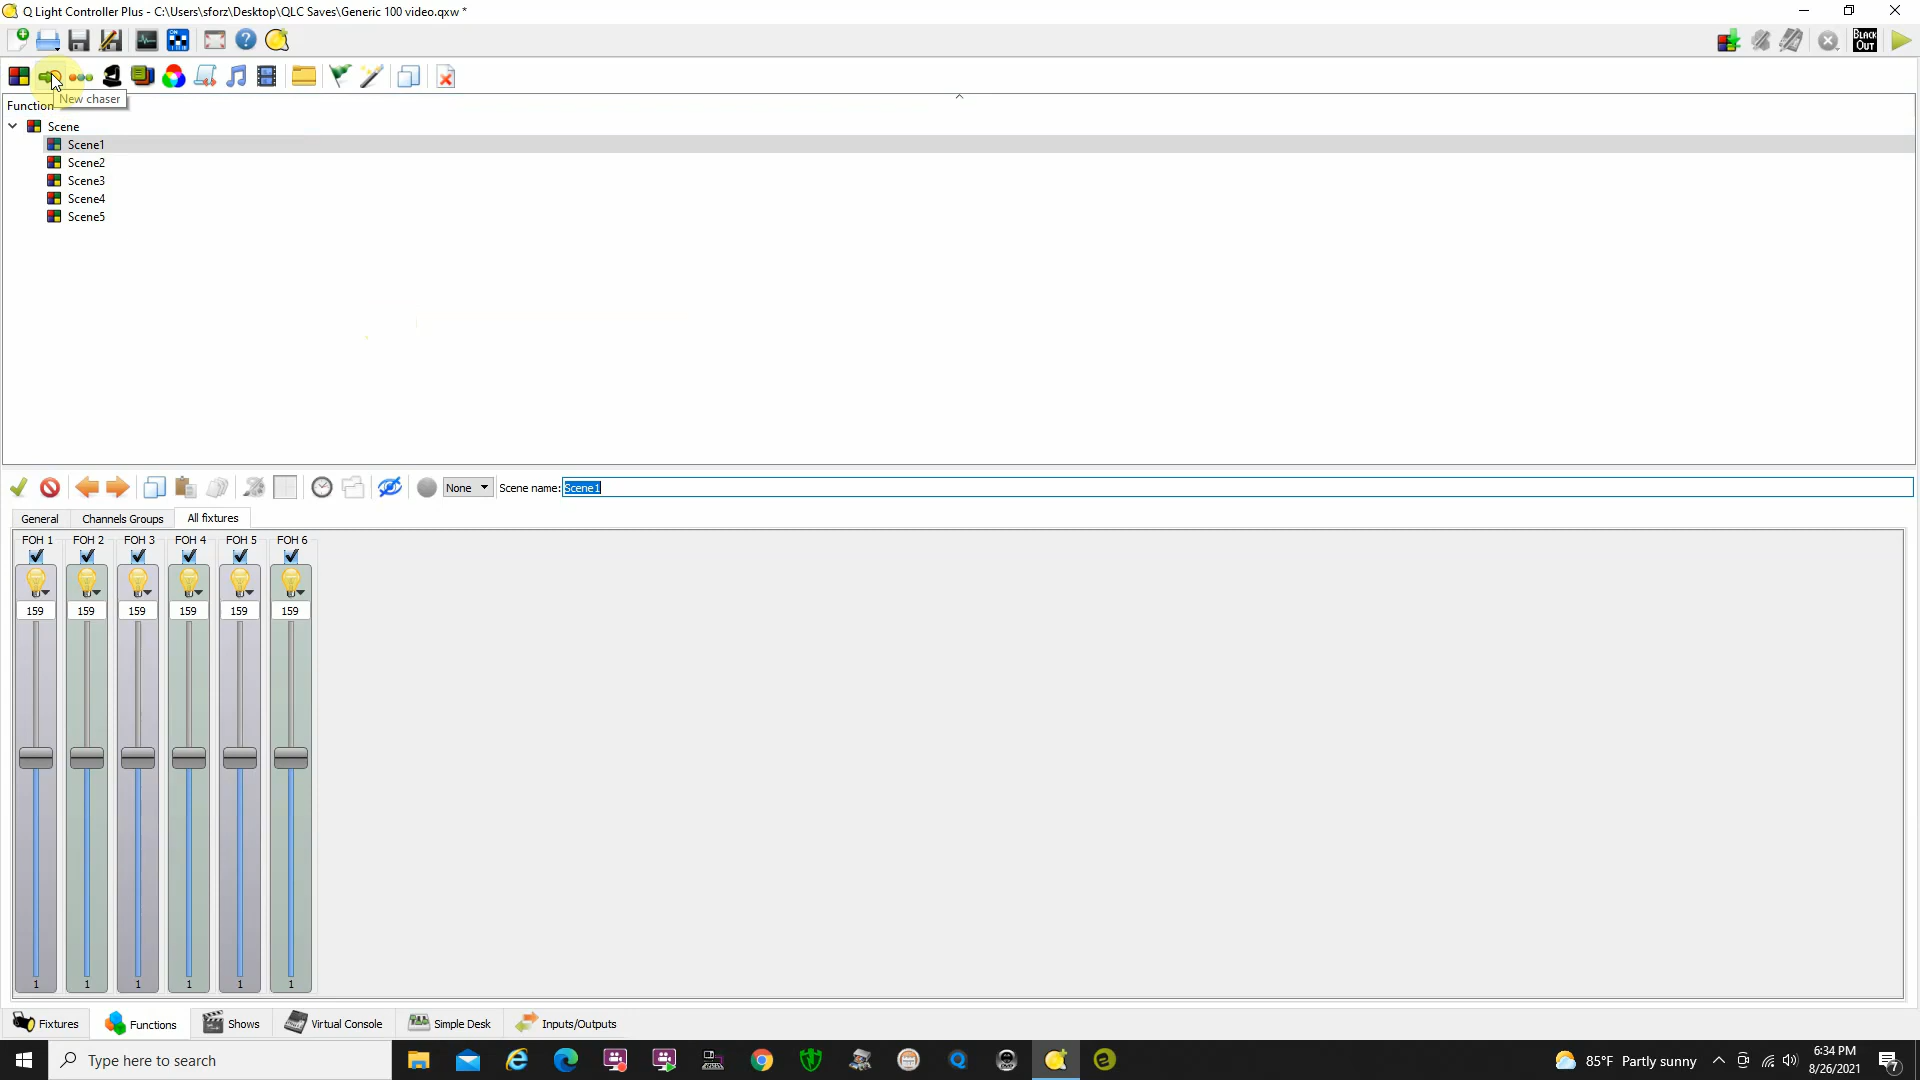 Q Light Controller Plus - C:\Users\sforz\Desktop\QLC Saves\Generic 100 video.qxw *
BLACK OUT
New chaser
Function
Scene
Scene1
Scene2
Scene3
Scene4
Scene5
None Scene name: Scene1
General Channels Groups All fixtures
FOH 1 FOH 2 FOH 3 FOH 4 FOH 5 FOH 6
159 159 159 159 159 159
1 1 1 1 1 1
Fixtures Functions Shows Virtual Console Simple Desk Inputs/Outputs
Type here to search 85°F Partly sunny 6:34 PM
8/26/2021 7